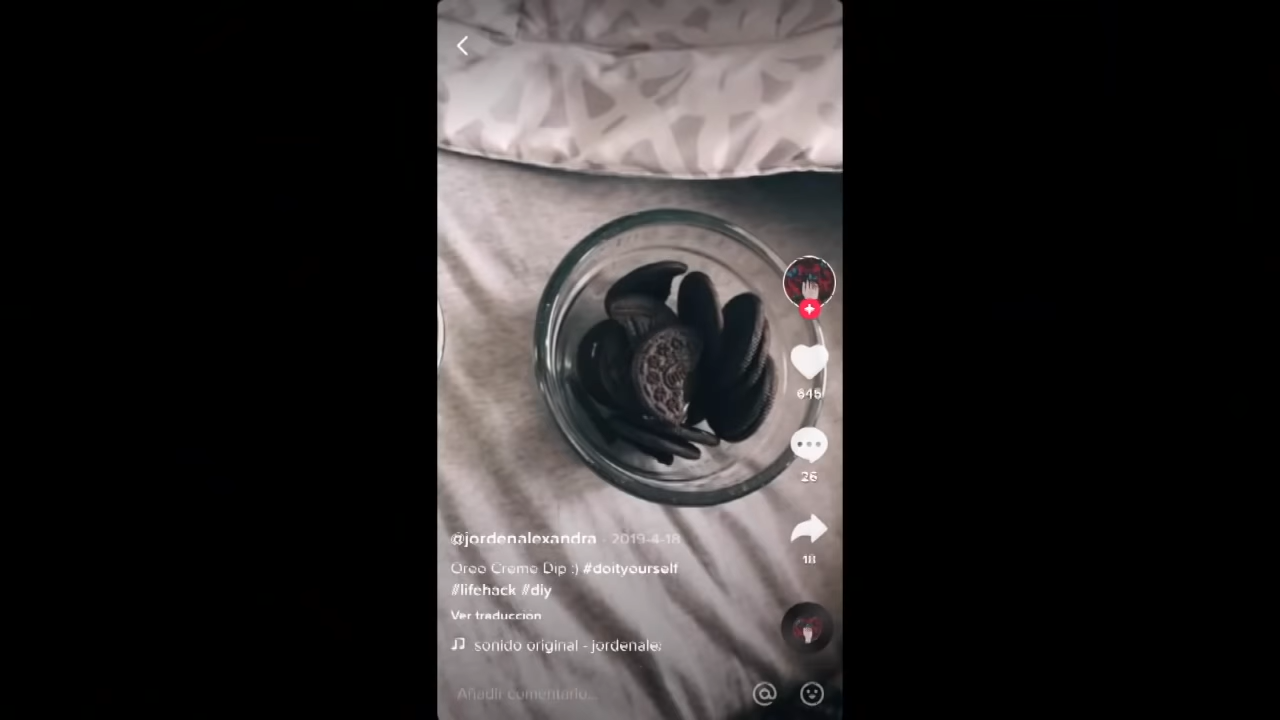 645
26
18
@jordenalexandra · 2019-4-18
Oreo Creme Dip :) #doityourself
#lifehack #diy
Ver traducción
sonido original - jordenale
Añadir comentario...